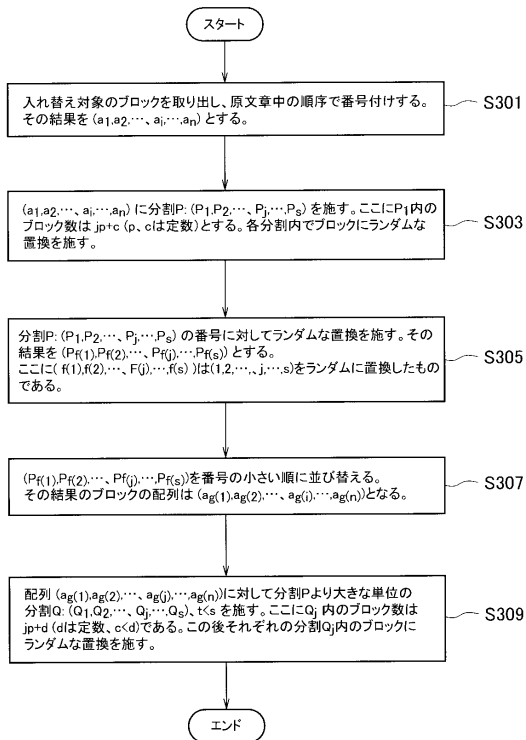 スタート
入れ替え対象のブロックを取り出し、原文章中の順序で番号付けする。
その結果を (a1,a2,…、ai,…,an) とする。
S301
(a1,a2,…、ai,…,an) に分割P: (P1,P2,…、Pj,…,Ps) を施す。ここにP1内の
ブロック数は jp+c (p、cは定数)とする。各分割内でブロックにランダムな
置換を施す。
S303
分割P: (P1,P2,…、Pj,…,Ps) の番号に対してランダムな置換を施す。その
結果を (Pf(1),Pf(2),…、Pf(j),…,Pf(s)) とする。
ここに( f(1),f(2),…、F(j),…,f(s) )は(1,2,…,、j,…,s)をランダムに置換したもの
である。
S305
(Pf(1),Pf(2),…、Pf(j),…,Pf(s))を番号の小さい順に並び替える。
その結果のブロックの配列は (ag(1),ag(2),…、ag(i),…,ag(n))となる。
S307
配列 (ag(1),ag(2),…、ag(j),…,ag(n))に対して分割Pより大きな単位の
分割Q: (Q1,Q2,…、Qj,…,Qs)、t<s を施す。ここにQj 内のブロック数は
jp+d (dは定数、c<d)である。この後それぞれの分割Qj内のブロックに
ランダムな置換を施す。
S309
エンド